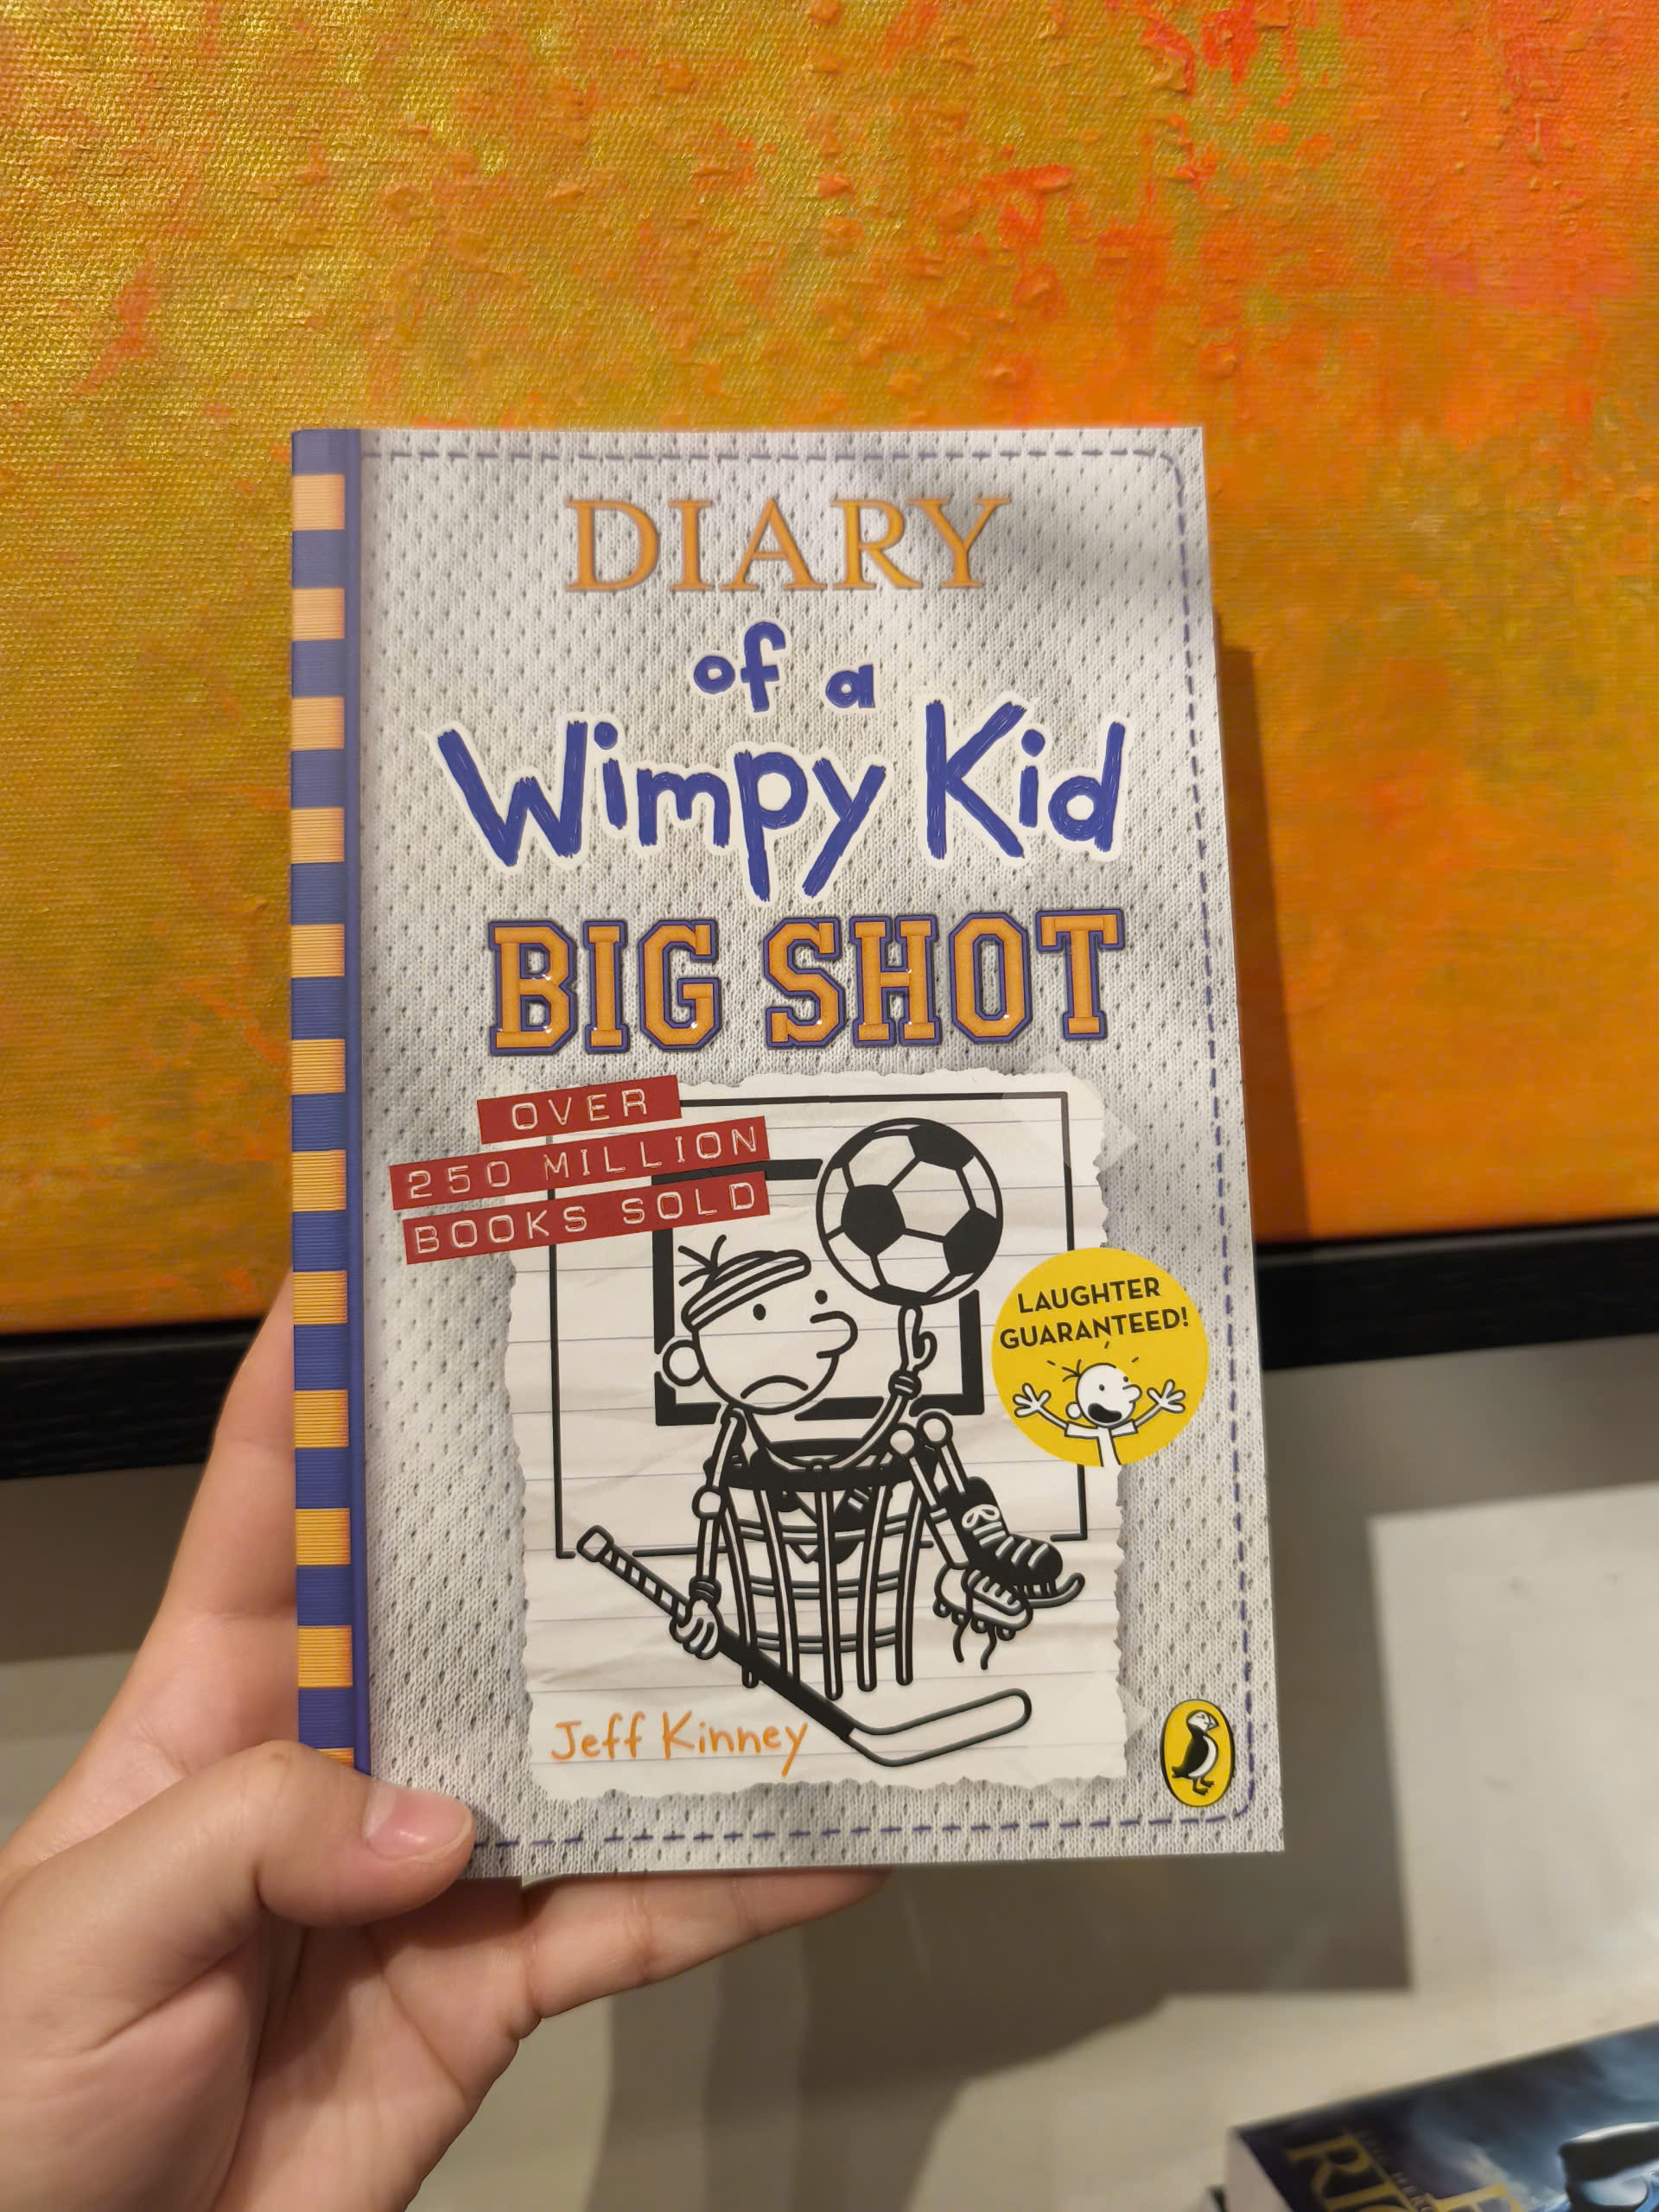 DIARY
of a
Wimpy Kid
BIG SHOT
OVER
250 MILLION
BOOKS SOLD
LAUGHTER
GUARANTEED!
Jeff Kinney